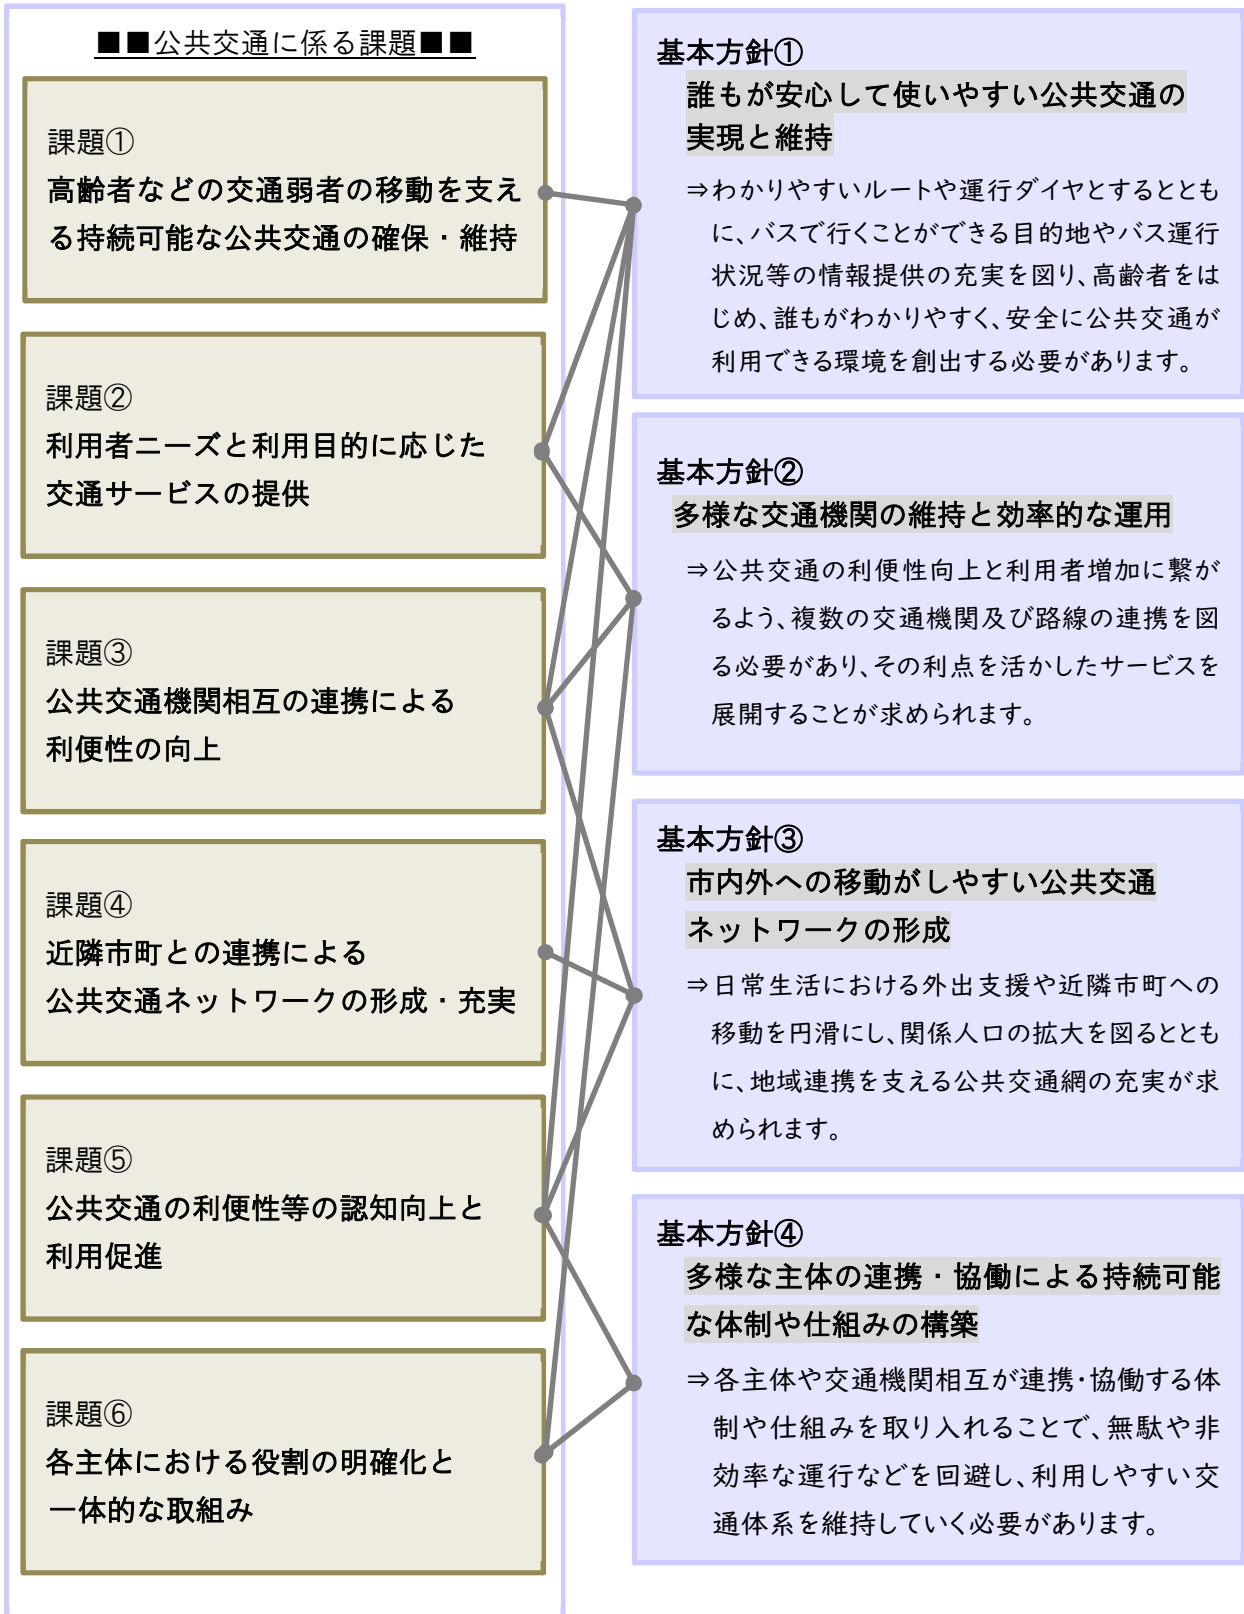 ■■公共交通に係る課題■■
課題①
高齢者などの交通弱者の移動を支え
る持続可能な公共交通の確保・維持
課題②
利用者ニーズと利用目的に応じた
交通サービスの提供
課題③
公共交通機関相互の連携による
利便性の向上
課題④
近隣市町との連携による
公共交通ネットワークの形成・充実
課題⑤
公共交通の利便性等の認知向上と
利用促進
課題⑥
各主体における役割の明確化と
一体的な取組み
基本方針①
誰もが安心して使いやすい公共交通の
実現と維持
⇒わかりやすいルートや運行ダイヤとするととも
に、バスで行くことができる目的地やバス運行
状況等の情報提供の充実を図り、高齢者をは
じめ、誰もがわかりやすく、安全に公共交通が
利用できる環境を創出する必要があります。
基本方針②
多様な交通機関の維持と効率的な運用
⇒公共交通の利便性向上と利用者増加に繋が
るよう、複数の交通機関及び路線の連携を図
る必要があり、その利点を活かしたサービスを
展開することが求められます。
基本方針③
市内外への移動がしやすい公共交通
ネットワークの形成
⇒日常生活における外出支援や近隣市町への
移動を円滑にし、関係人口の拡大を図るととも
に、地域連携を支える公共交通網の充実が求
められます。
基本方針④
多様な主体の連携・協働による持続可能
な体制や仕組みの構築
⇒各主体や交通機関相互が連携・協働する体
制や仕組みを取り入れることで、無駄や非
効率な運行などを回避し、利用しやすい交
通体系を維持していく必要があります。